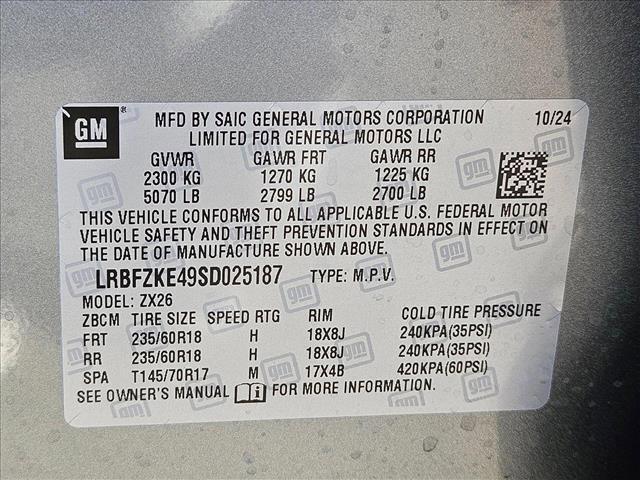 GM
MFD BY SAIC GENERAL MOTORS CORPORATION 10/24
LIMITED FOR GENERAL MOTORS LLC
GVWR GAWR FRT GAWR RR
2300 KG 1270 KG 1225 KG
5070 LB 2799 LB 2700 LB
THIS VEHICLE CONFORMS TO ALL APPLICABLE U.S. FEDERAL MOTOR
VEHICLE SAFETY AND THEFT PREVENTION STANDARDS IN EFFECT ON
THE DATE OF MANUFACTURE SHOWN ABOVE.
LRBFZKE49SD025187 TYPE: M.P.V.
MODEL: ZX26
ZBCM TIRE SIZE SPEED RTG RIM COLD TIRE PRESSURE
FRT 235/60R18 H 18X8J 240KPA(35PSI)
RR 235/60R18 H 18X8J 240KPA(35PSI)
SPA T145/70R17 M 17X4B 420KPA(60PSI)
SEE OWNER'S MANUAL i FOR MORE INFORMATION.